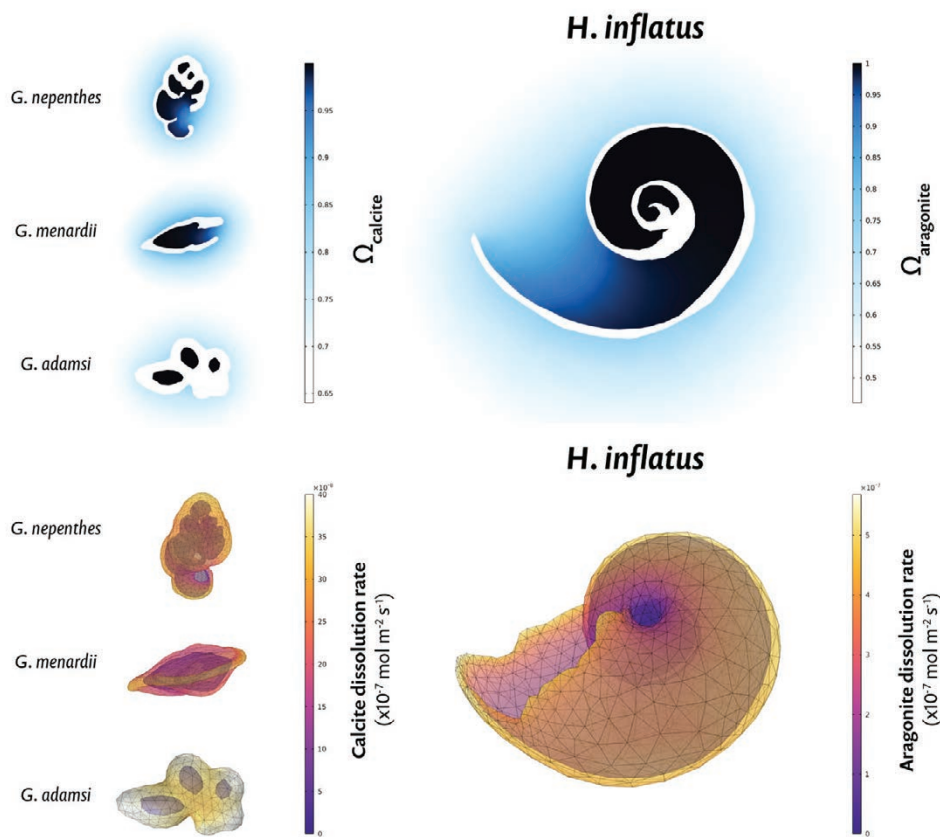 H. inflatus
G. nepenthes
G. menardii
G. adamsi
0.95
0.9
0.85
0.8
0.75
0.7
0.65
Ωcalcite
1
0.95
0.9
0.85
0.8
0.75
0.7
0.65
0.6
0.55
0.5
Ωaragonite
H. inflatus
G. nepenthes
G. menardii
G. adamsi
40
35
30
25
20
15
10
5
0
Calcite dissolution rate
(x10⁻⁷ mol m⁻² s⁻¹)
×10⁻⁷
5
4
3
2
1
0
Aragonite dissolution rate
(x10⁻⁷ mol m⁻² s⁻¹)